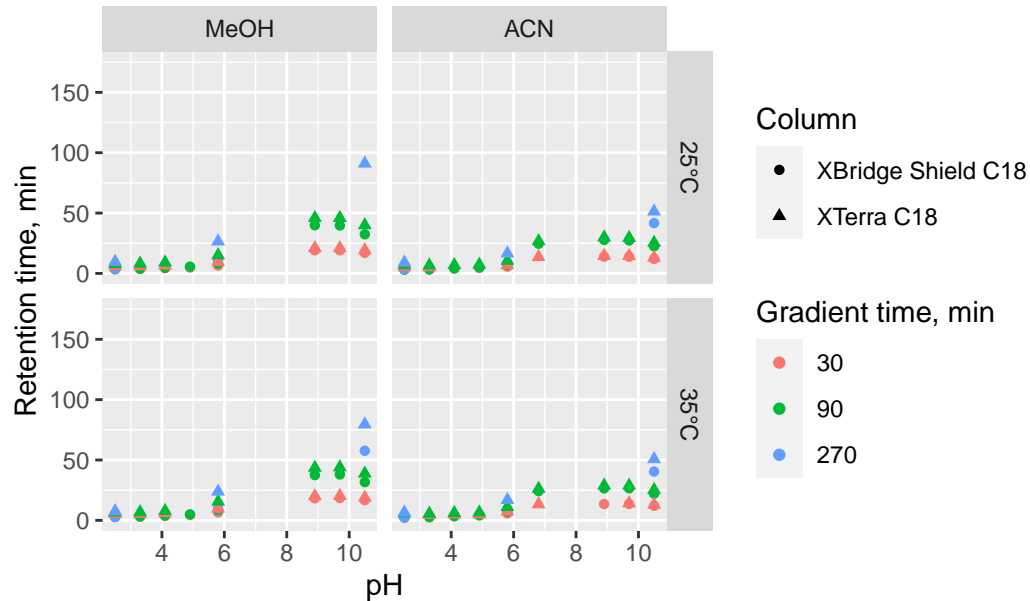 MeOH
ACN
Retention time, min
150
100
50
0
25°C
150
100
50
0
35°C
4
6
8
10
4
6
8
10
pH
Column
XBridge Shield C18
XTerra C18
Gradient time, min
30
90
270